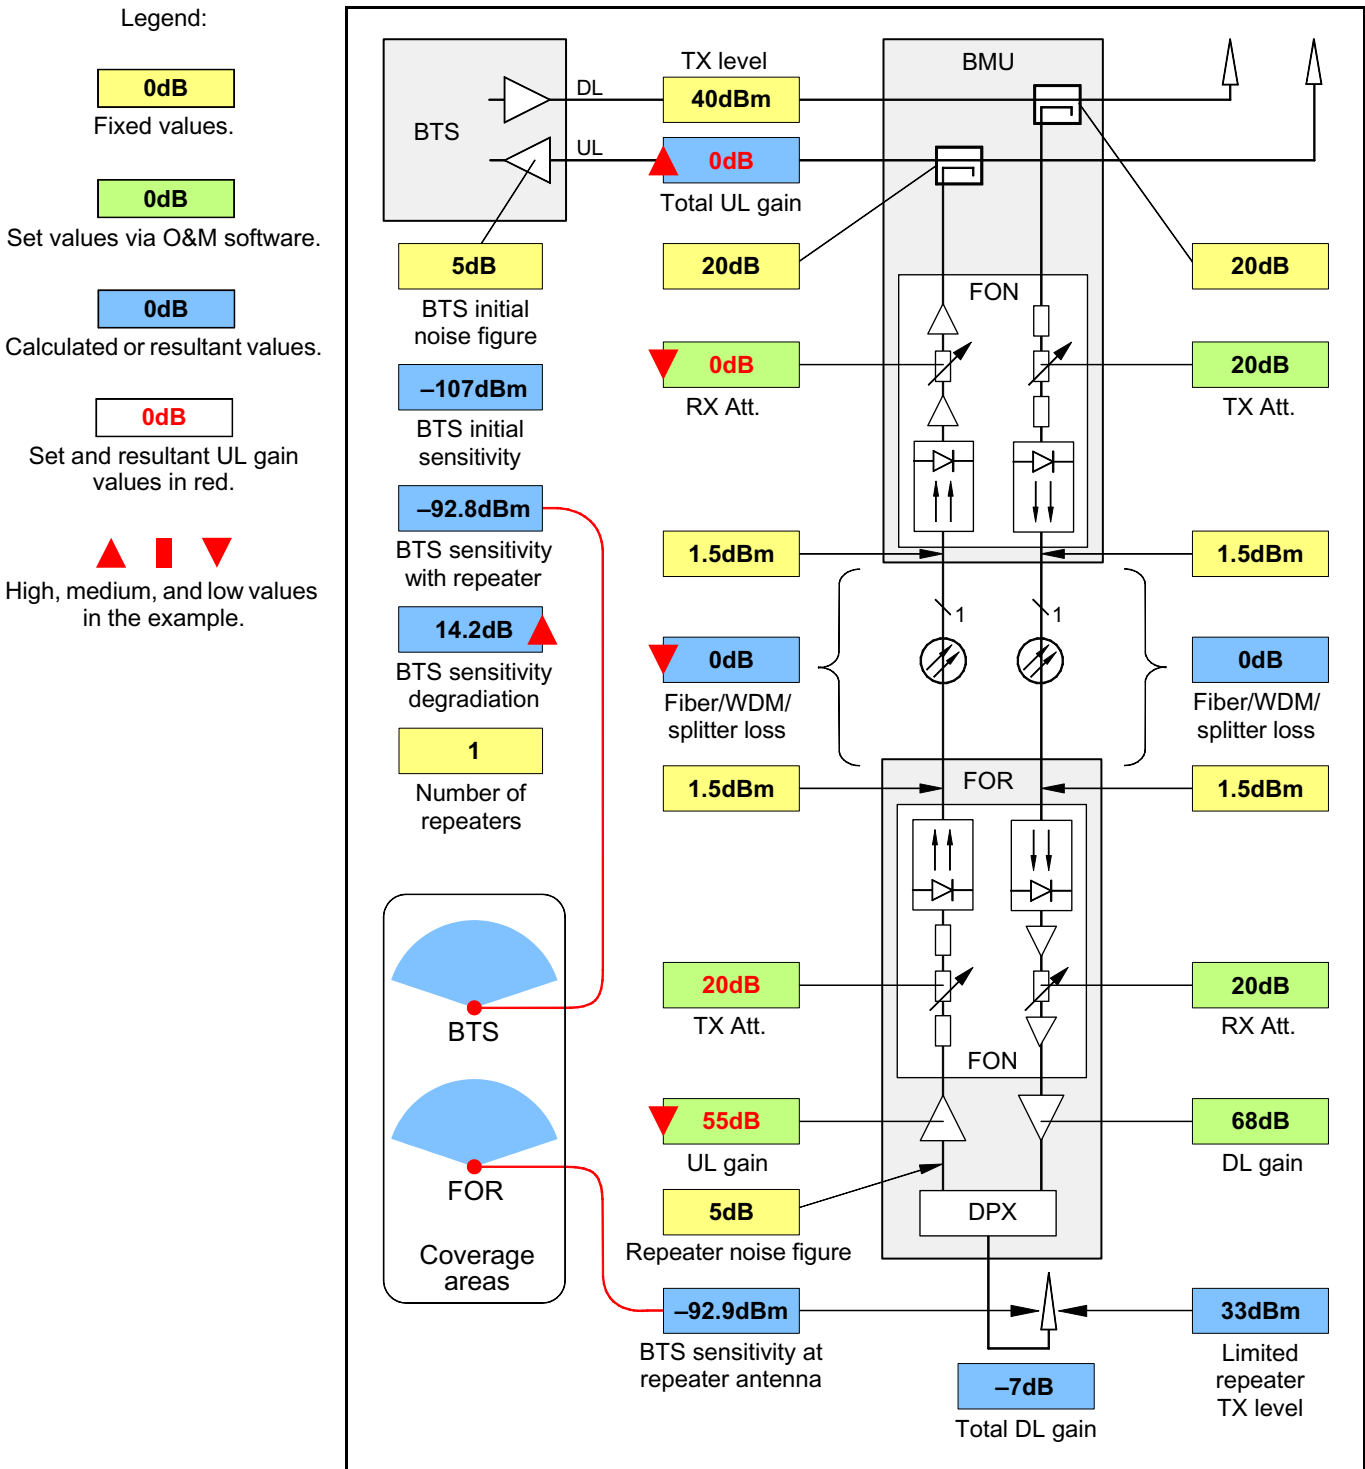 Legend:
0dB
Fixed values.
0dB
Set values via O&M software.
0dB
Calculated or resultant values.
0dB
Set and resultant UL gain
values in red.
High, medium, and low values
in the example.
BTS
DL
UL
TX level
40dBm
0dB
Total UL gain
BMU
5dB
BTS initial
noise figure
–107dBm
BTS initial
sensitivity
–92.8dBm
BTS sensitivity
with repeater
14.2dB
BTS sensitivity
degradation
1
Number of
repeaters
20dB
20dB
FON
0dB
RX Att.
20dB
TX Att.
1.5dBm
1.5dBm
1
1
0dB
Fiber/WDM/
splitter loss
0dB
Fiber/WDM/
splitter loss
1.5dBm
FOR
1.5dBm
20dB
TX Att.
20dB
RX Att.
FON
55dB
UL gain
68dB
DL gain
5dB
Repeater noise figure
DPX
BTS
FOR
Coverage
areas
–92.9dBm
BTS sensitivity at
repeater antenna
33dBm
Limited
repeater
TX level
–7dB
Total DL gain